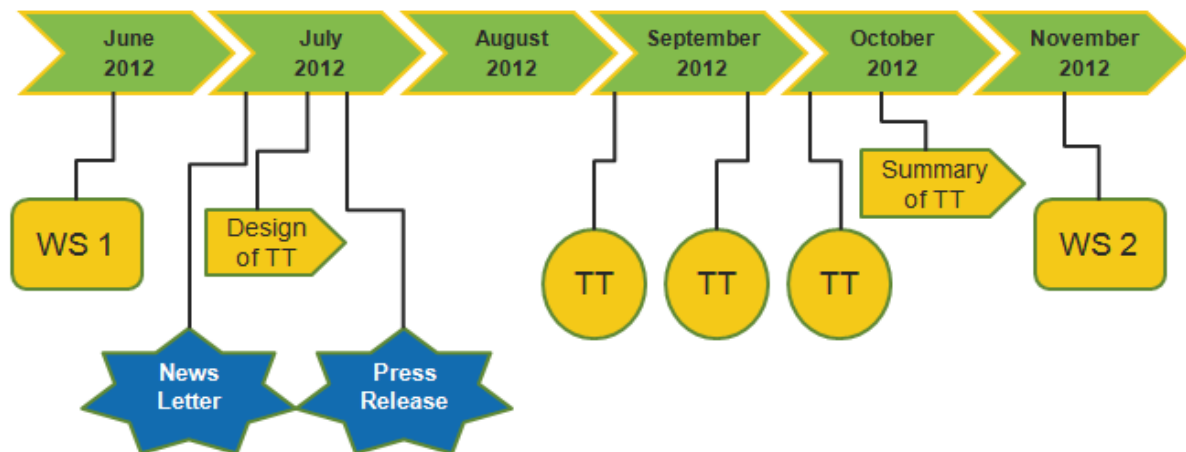 June
2012
July
2012
August
2012
September
2012
October
2012
November
2012
WS 1
Design
of TT
Summary
of TT
WS 2
TT
TT
TT
News
Letter
Press
Release